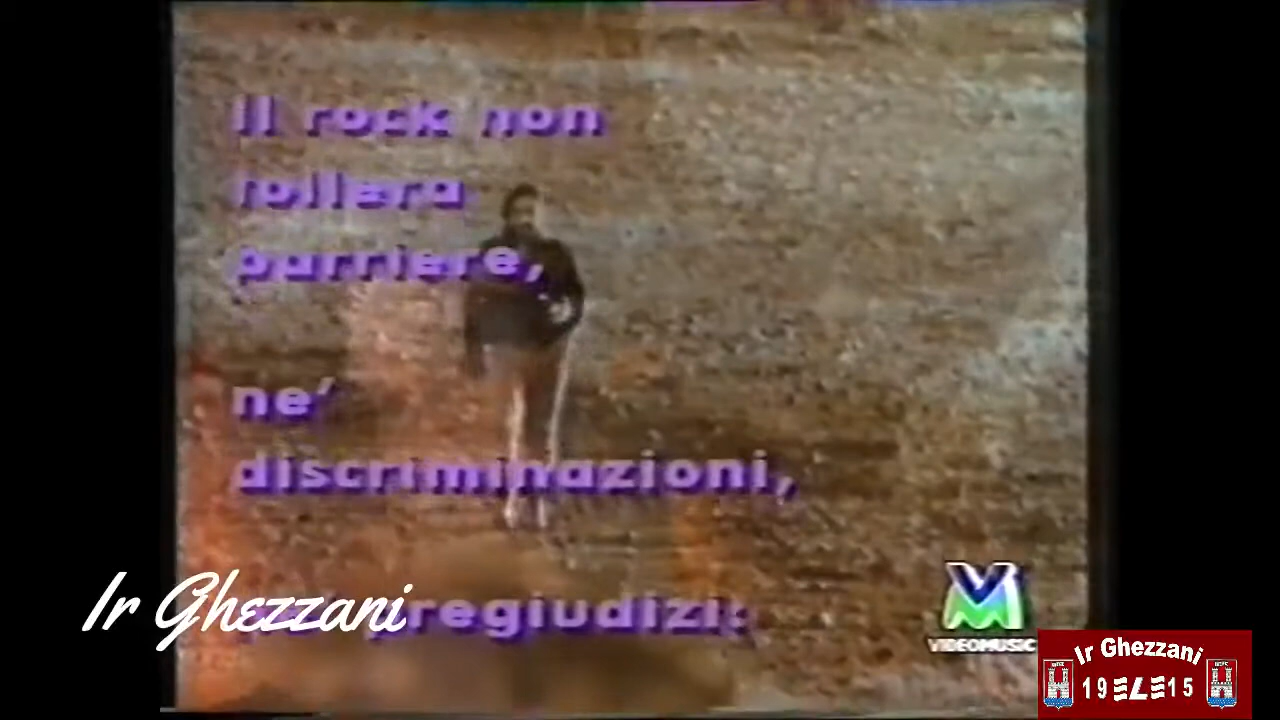 Il rock non
tollera
barriere,
ne'
discriminazioni,
pregiudizi:
Ir Ghezzani
VIDEOMUSIC
Ir Ghezzani
19 15